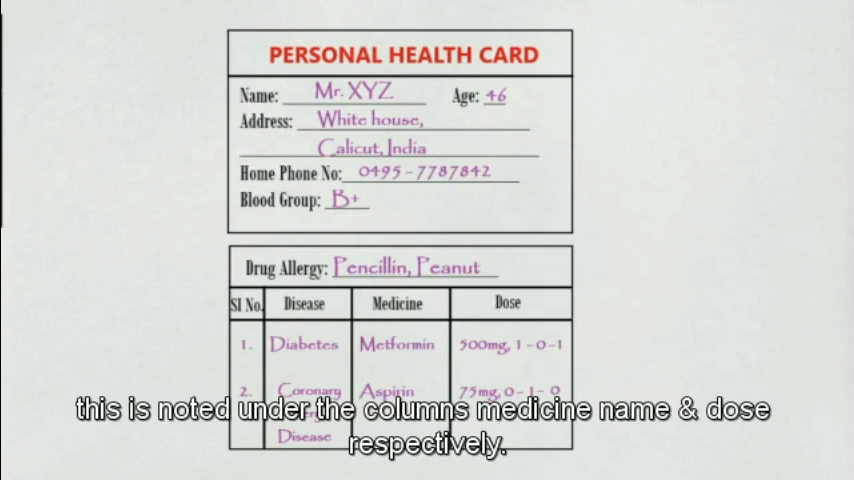 PERSONAL HEALTH CARD
Name: Mr. XYZ Age: 46
Address: White house,
Calicut, India
Home Phone No: 0495-7787842
Blood Group: B+
Drug Allergy: Pencillin, Peanut
SI No. Disease Medicine Dose
1. Diabetes Metformin 500mg, 1-0-1
2. Coronary Aspirin 75mg, 0-1-0
Disease
this is noted under the columns medicine name & dose
respectively.